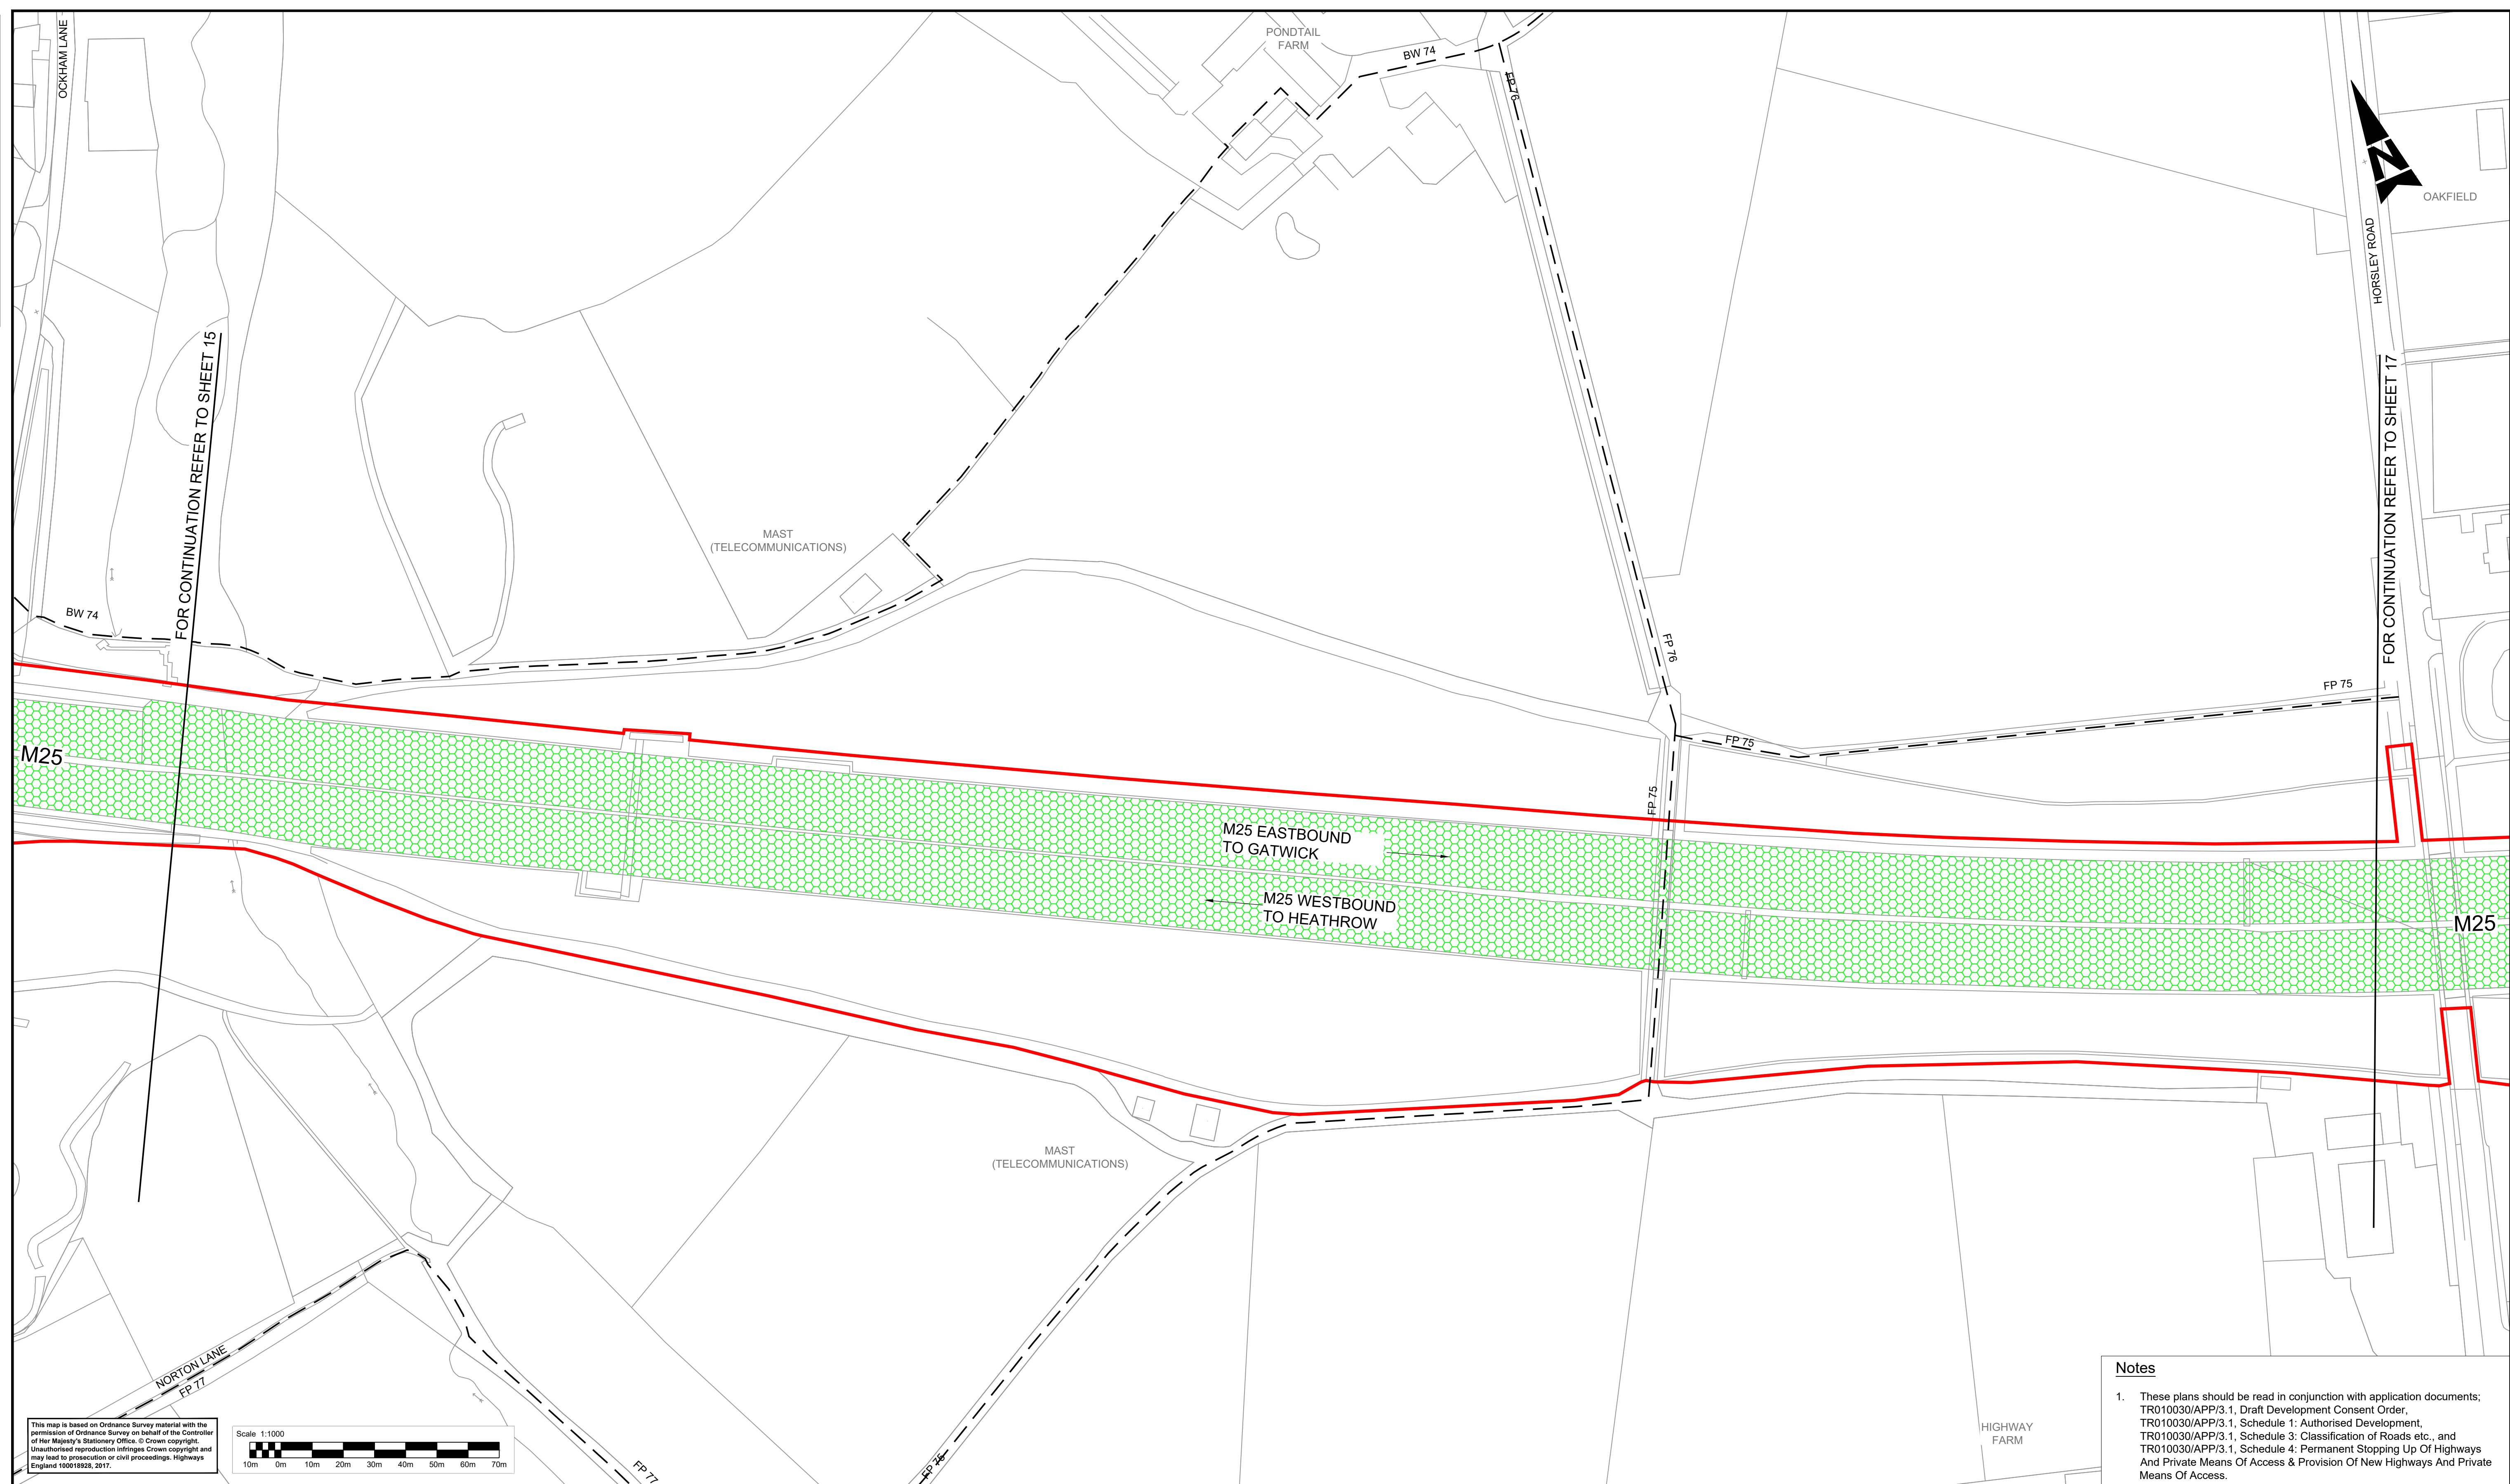 OCKHAM LANE
PONDTAIL
FARM
BW 74
FP 76
N
OAKFIELD
HORSLEY ROAD
FOR CONTINUATION REFER TO SHEET 15
FOR CONTINUATION REFER TO SHEET 17
MAST
(TELECOMMUNICATIONS)
BW 74
FP 76
FP 75
FP 75
FP 75
M25
M25 EASTBOUND
TO GATWICK
M25 WESTBOUND
TO HEATHROW
M25
MAST
(TELECOMMUNICATIONS)
NORTON LANE
FP 77
FP 77
FP 75
HIGHWAY
FARM
This map is based on Ordnance Survey material with the
permission of Ordnance Survey on behalf of the Controller
of Her Majesty's Stationery Office. © Crown copyright.
Unauthorised reproduction infringes Crown copyright and
may lead to prosecution or civil proceedings. Highways
England 100018928, 2017.
Scale 1:1000
10m 0m 10m 20m 30m 40m 50m 60m 70m
Notes
1. These plans should be read in conjunction with application documents;
TR010030/APP/3.1, Draft Development Consent Order,
TR010030/APP/3.1, Schedule 1: Authorised Development,
TR010030/APP/3.1, Schedule 3: Classification of Roads etc., and
TR010030/APP/3.1, Schedule 4: Permanent Stopping Up Of Highways
And Private Means Of Access & Provision Of New Highways And Private
Means Of Access.